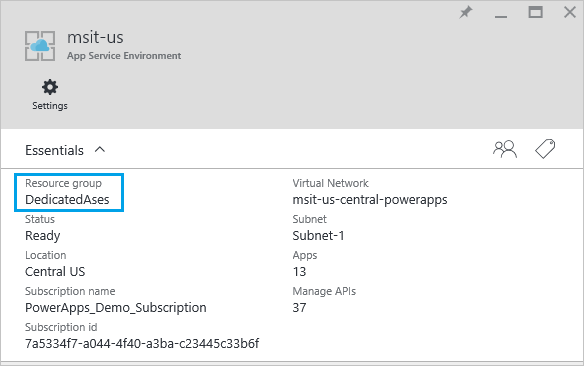 msit-us
App Service Environment
Settings
Essentials
Resource group
DedicatedAses
Status
Ready
Location
Central US
Subscription name
PowerApps_Demo_Subscription
Subscription id
7a5334f7-a044-4f40-a3ba-c23445c33b6f
Virtual Network
msit-us-central-powerapps
Subnet
Subnet-1
Apps
13
Manage APIs
37